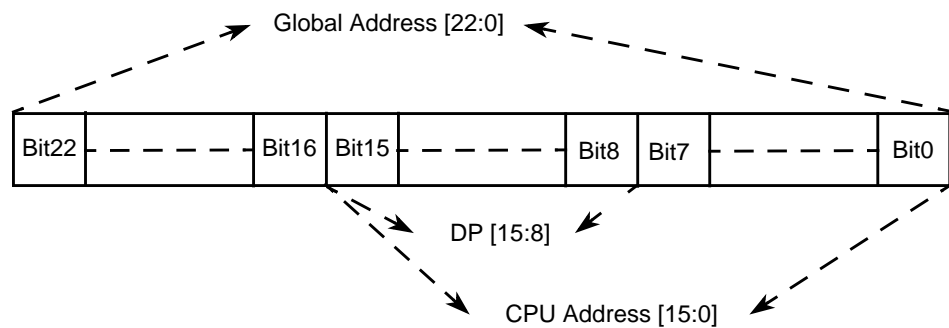 Global Address [22:0]
Bit22 Bit16 Bit15 Bit8 Bit7 Bit0
DP [15:8]
CPU Address [15:0]